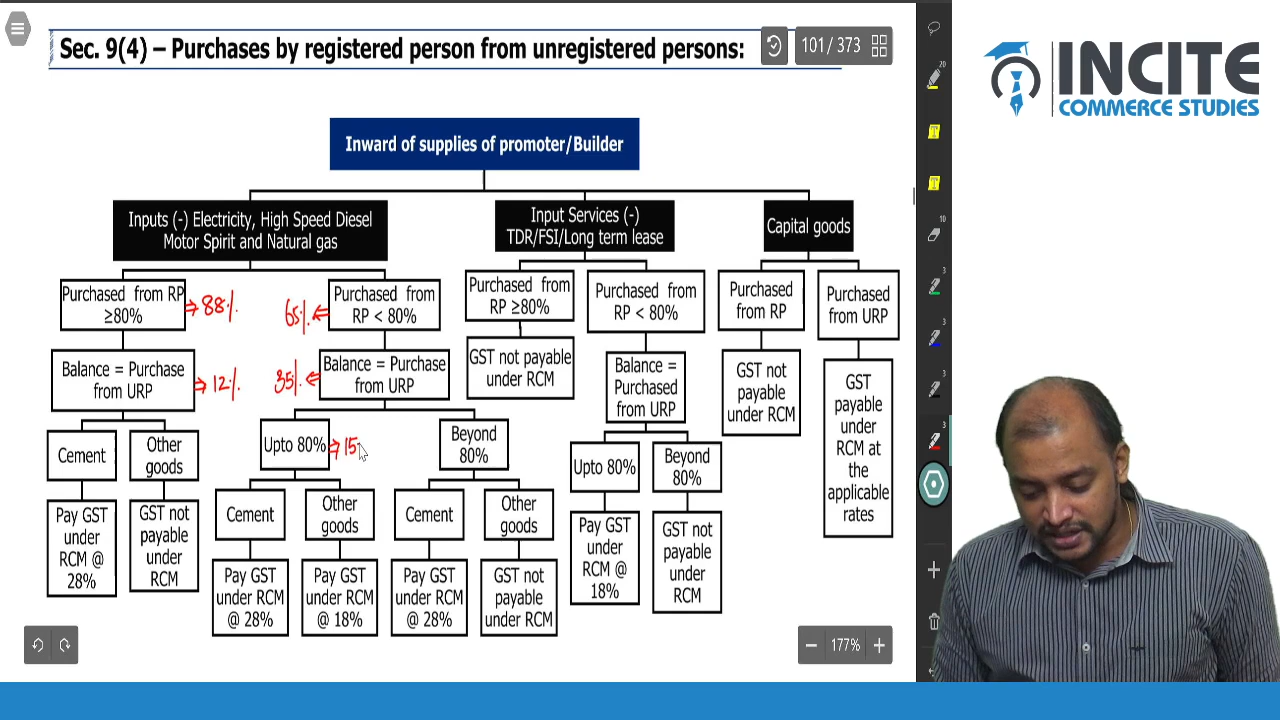 Sec. 9(4) – Purchases by registered person from unregistered persons:
101 / 373
INCITE
COMMERCE STUDIES
Inward of supplies of promoter/Builder
Inputs (-) Electricity, High Speed Diesel
Motor Spirit and Natural gas
Input Services (-)
TDR/FSI/Long term lease
Capital goods
Purchased from RP
≥80%
⇒ 88%.
65%. ⇐
Purchased from
RP < 80%
Balance = Purchase
from URP
⇒ 12%.
35%. ⇐
Balance = Purchase
from URP
Cement
Other
goods
Pay GST
under
RCM @
28%
GST not
payable
under
RCM
Upto 80%
⇒ 15
Beyond
80%
Cement
Other
goods
Cement
Other
goods
Pay GST
under RCM
@ 28%
Pay GST
under RCM
@ 18%
Pay GST
under RCM
@ 28%
GST not
payable
under RCM
Purchased from
RP ≥80%
GST not payable
under RCM
Purchased from
RP < 80%
Balance =
Purchased
from URP
Upto 80%
Beyond
80%
Pay GST
under
RCM @
18%
GST not
payable
under
RCM
Purchased
from RP
GST not
payable
under RCM
Purchased
from URP
GST
payable
under
RCM at
the
applicable
rates
20
10
3
3
3
3
177%